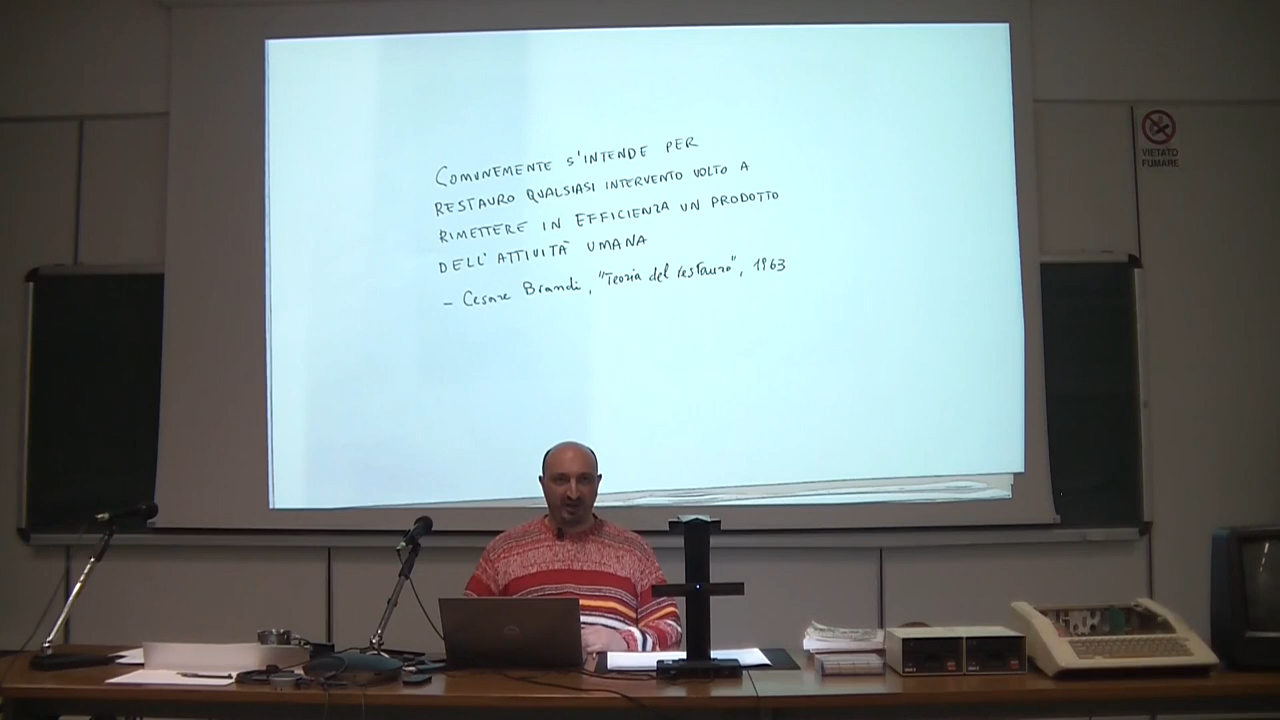 COMUNEMENTE S'INTENDE PER
RESTAURO QUALSIASI INTERVENTO VOLTO A
RIMETTERE IN EFFICIENZA UN PRODOTTO
DELL'ATTIVITÀ UMANA
- Cesare Brandi, "Teoria del restauro", 1963
VIETATO
FUMARE